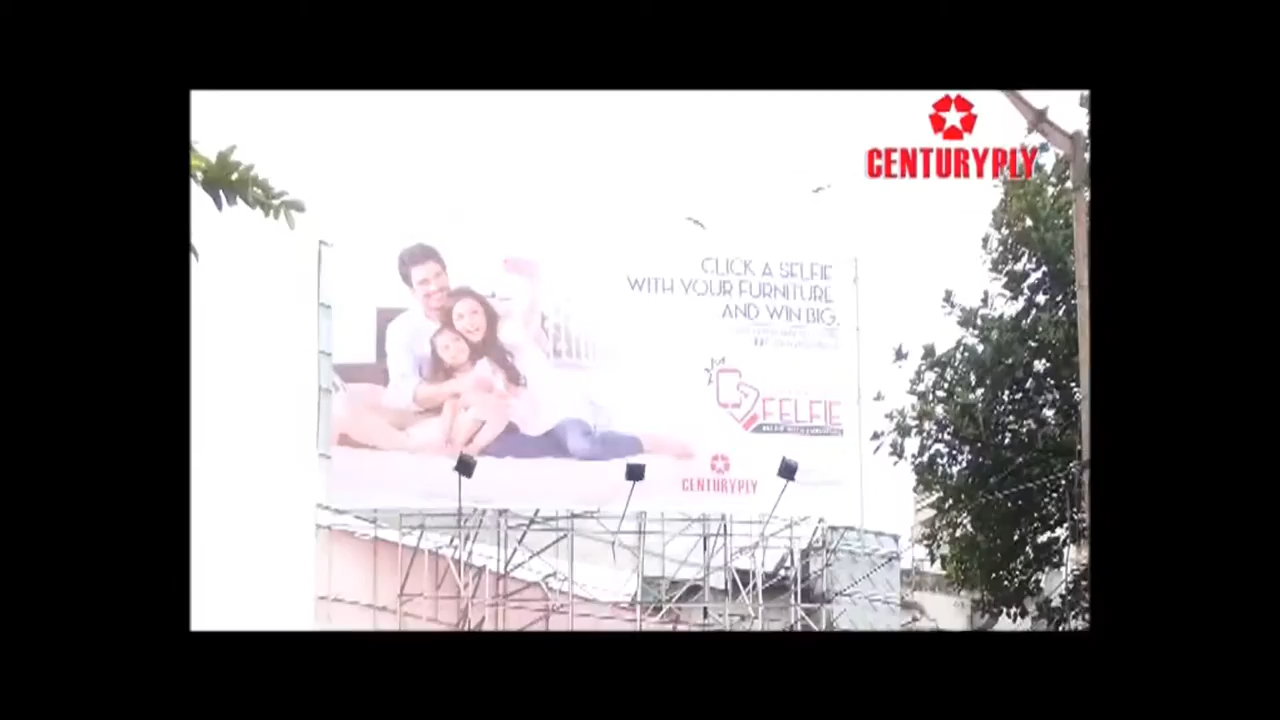 CENTURYPLY
CLICK A SELFIE
WITH YOUR FURNITURE
AND WIN BIG.
FELFIE
CENTURYPLY